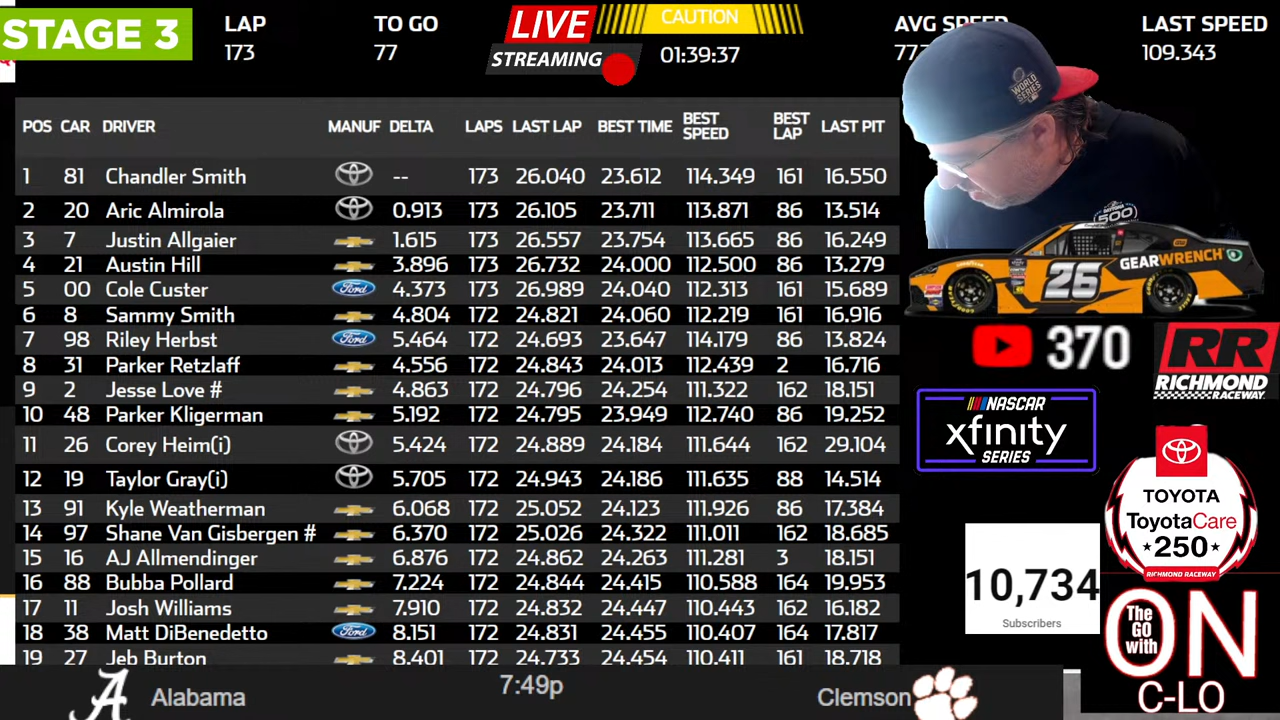 STAGE 3
LAP
173
TO GO
77
LIVE
STREAMING
CAUTION
01:39:37
AVG SPEED
LAST SPEED
109.343
POS CAR DRIVER MANUF DELTA LAPS LAST LAP BEST TIME BEST SPEED BEST LAP LAST PIT
1 81 Chandler Smith -- 173 26.040 23.612 114.349 161 16.550
2 20 Aric Almirola 0.913 173 26.105 23.711 113.871 86 13.514
3 7 Justin Allgaier 1.615 173 26.557 23.754 113.665 86 16.249
4 21 Austin Hill 3.896 173 26.732 24.000 112.500 86 13.279
5 00 Cole Custer Ford 4.373 173 26.989 24.040 112.313 161 15.689
6 8 Sammy Smith 4.804 172 24.821 24.060 112.219 161 16.916
7 98 Riley Herbst Ford 5.464 172 24.693 23.647 114.179 86 13.824
8 31 Parker Retzlaff 4.556 172 24.843 24.013 112.439 2 16.716
9 2 Jesse Love # 4.863 172 24.796 24.254 111.322 162 18.151
10 48 Parker Kligerman 5.192 172 24.795 23.949 112.740 86 19.252
11 26 Corey Heim(i) 5.424 172 24.889 24.184 111.644 162 29.104
12 19 Taylor Gray(i) 5.705 172 24.943 24.186 111.635 88 14.514
13 91 Kyle Weatherman 6.068 172 25.052 24.123 111.926 86 17.384
14 97 Shane Van Gisbergen # 6.370 172 25.026 24.322 111.011 162 18.685
15 16 AJ Allmendinger 6.876 172 24.862 24.263 111.281 3 18.151
16 88 Bubba Pollard 7.224 172 24.844 24.415 110.588 164 19.953
17 11 Josh Williams 7.910 172 24.832 24.447 110.443 162 16.182
18 38 Matt DiBenedetto Ford 8.151 172 24.831 24.455 110.407 164 17.817
19 27 Jeb Burton 8.401 172 24.733 24.454 110.411 161 18.718
WORLD SERIES
DAYTONA
500
GEARWRENCH
26
370
RR
RICHMOND
RACEWAY
NASCAR
xfinity
SERIES
TOYOTA
TOYOTA
ToyotaCare
250
RICHMOND RACEWAY
10,734
Subscribers
The GO with
ON
C-LO
A Alabama
7:49p
Clemson